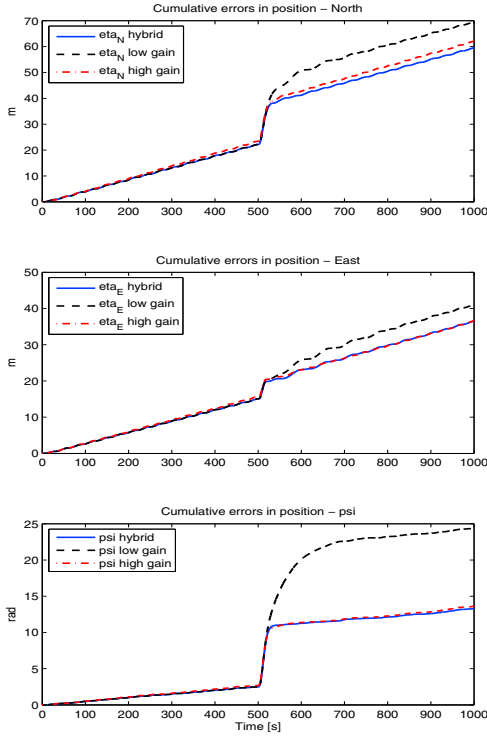 Cumulative errors in position − North
70
60
50
40
30
20
10
0
m
eta_N hybrid
eta_N low gain
eta_N high gain
0 100 200 300 400 500 600 700 800 900 1000
Cumulative errors in position − East
50
40
30
20
10
0
m
eta_E hybrid
eta_E low gain
eta_E high gain
0 100 200 300 400 500 600 700 800 900 1000
Cumulative errors in position − psi
25
20
15
10
5
0
rad
psi hybrid
psi low gain
psi high gain
0 100 200 300 400 500 600 700 800 900 1000
Time [s]